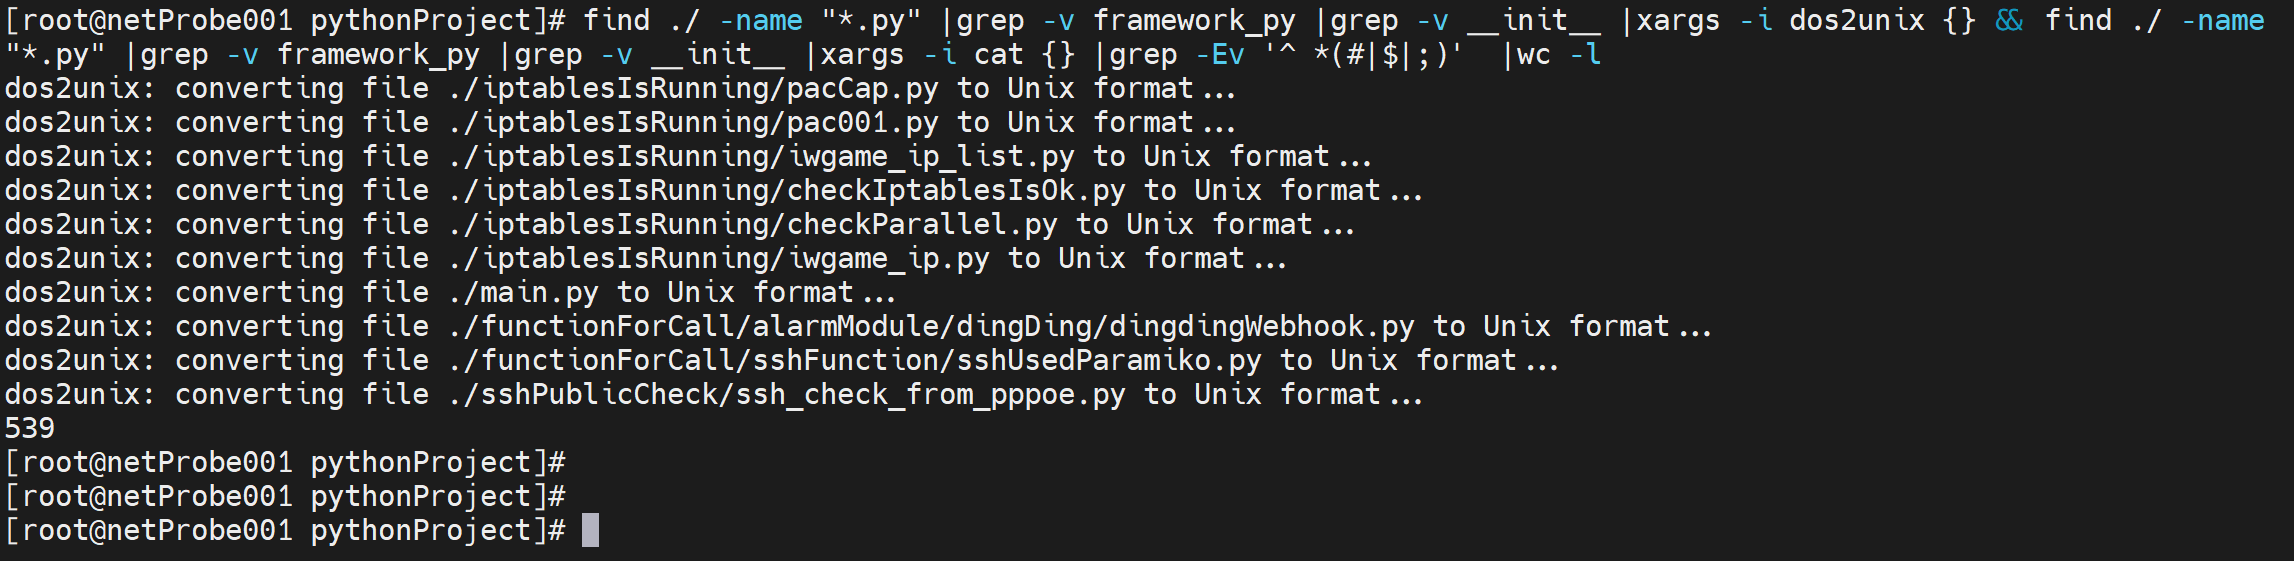 [root@netProbe001 pythonProject]# find ./ -name "*.py" |grep -v framework_py |grep -v __init__ |xargs -i dos2unix {} && find ./ -name
"*.py" |grep -v framework_py |grep -v __init__ |xargs -i cat {} |grep -Ev '^ *(#|$|;)'  |wc -l
dos2unix: converting file ./iptablesIsRunning/pacCap.py to Unix format...
dos2unix: converting file ./iptablesIsRunning/pac001.py to Unix format...
dos2unix: converting file ./iptablesIsRunning/iwgame_ip_list.py to Unix format...
dos2unix: converting file ./iptablesIsRunning/checkIptablesIsOk.py to Unix format...
dos2unix: converting file ./iptablesIsRunning/checkParallel.py to Unix format...
dos2unix: converting file ./iptablesIsRunning/iwgame_ip.py to Unix format...
dos2unix: converting file ./main.py to Unix format...
dos2unix: converting file ./functionForCall/alarmModule/dingDing/dingdingWebhook.py to Unix format...
dos2unix: converting file ./functionForCall/sshFunction/sshUsedParamiko.py to Unix format...
dos2unix: converting file ./sshPublicCheck/ssh_check_from_pppoe.py to Unix format...
539
[root@netProbe001 pythonProject]#
[root@netProbe001 pythonProject]#
[root@netProbe001 pythonProject]#